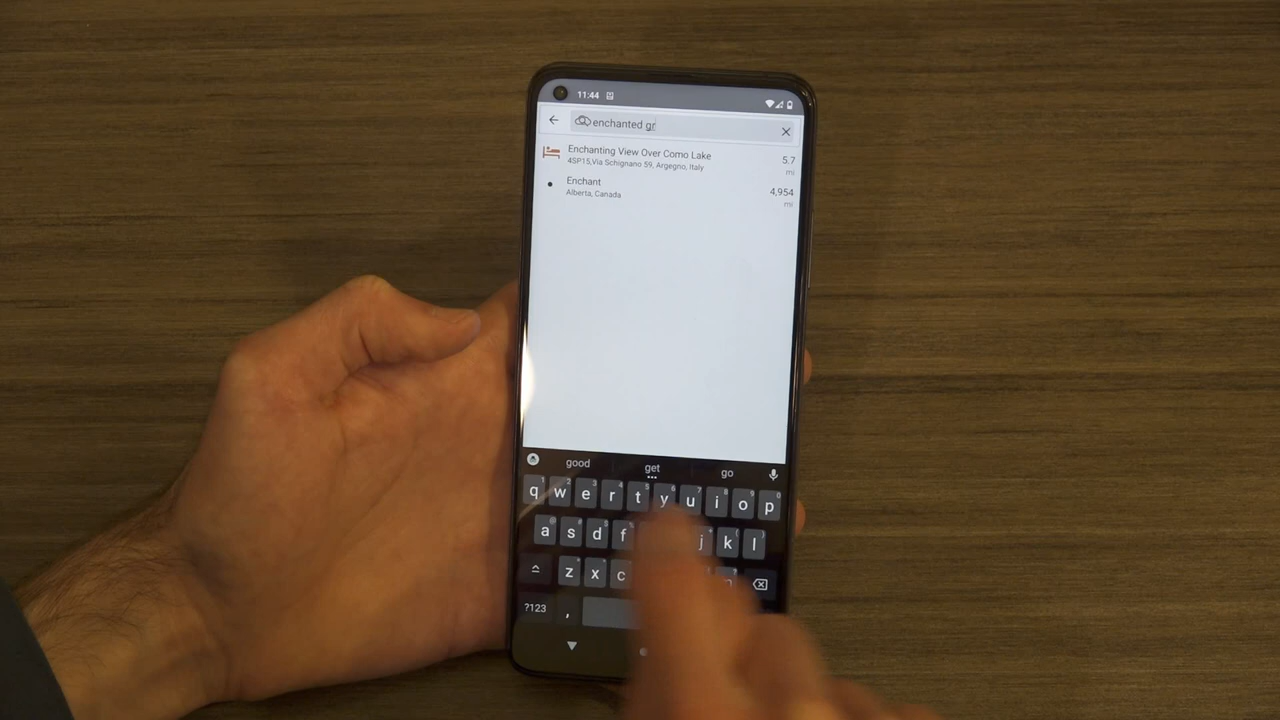 11:44
enchanted gr
Enchanting View Over Como Lake
4SP15,Via Schignano 59, Argegno, Italy
5.7
mi
Enchant
Alberta, Canada
4,954
mi
good get go
q w e r t y u i o p
a s d f j k l
z x c
?123 ,